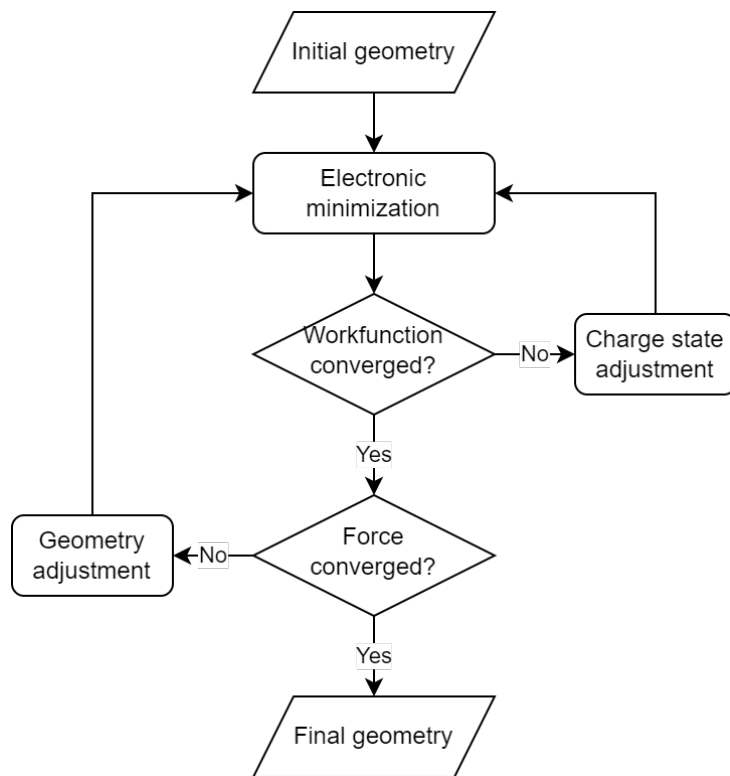 Initial geometry
Electronic
minimization
Workfunction
converged?
No
Charge state
adjustment
Yes
Force
converged?
No
Geometry
adjustment
Yes
Final geometry